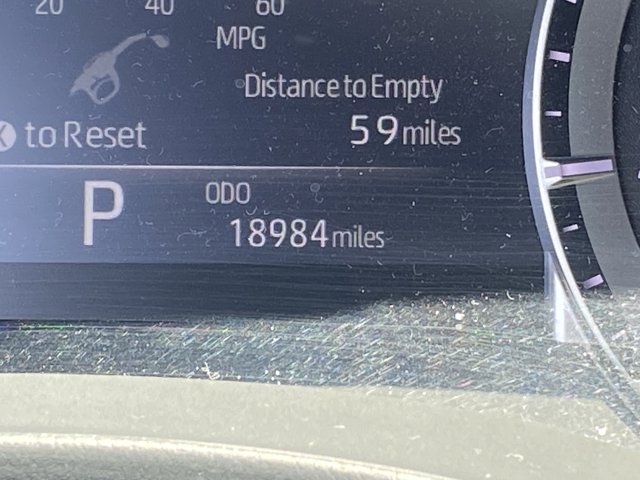 20 40 60
MPG
Distance to Empty
to Reset 59 miles
P ODO
18984 miles